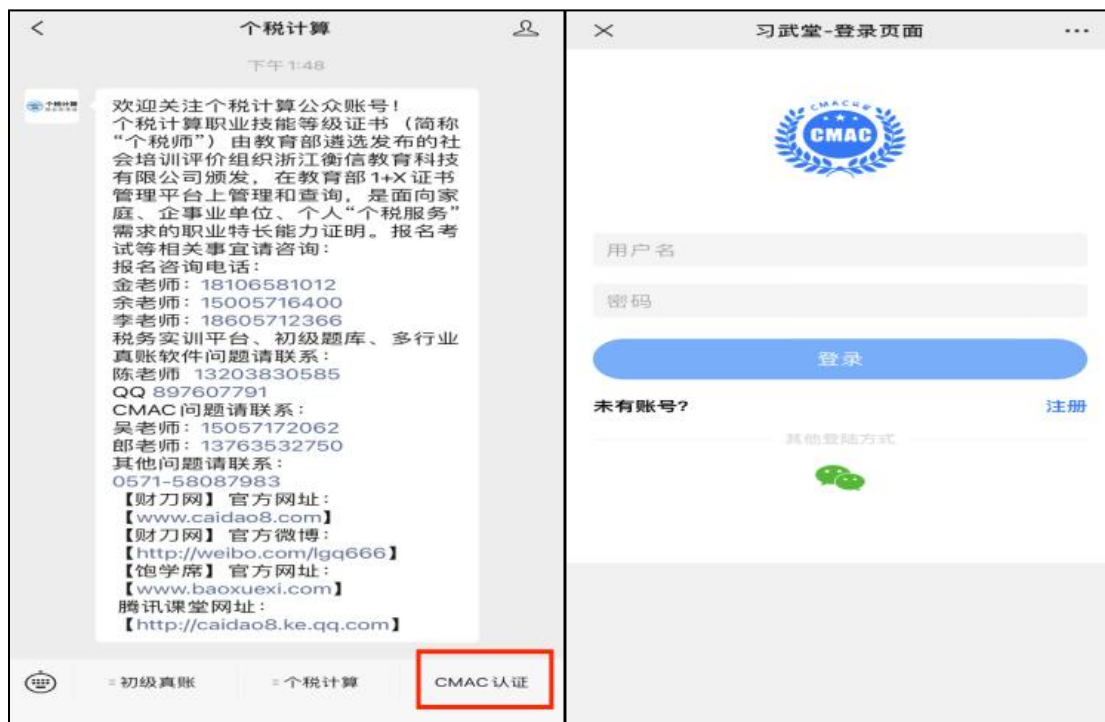 个税计算
下午 1:48
个税计算
欢迎关注个税计算公众账号！
个税计算职业技能等级证书（简称
“个税师”）由教育部遴选发布的社
会培训评价组织浙江衡信教育科技
有限公司颁发，在教育部1+X证书
管理平台上管理和查询，是面向家
庭、企事业单位、个人“个税服务”
需求的职业特长能力证明。报名考
试等相关事宜请咨询：
报名咨询电话：
金老师：18106581012
余老师：15005716400
李老师：18605712366
税务实训平台、初级题库、多行业
真账软件问题请联系：
陈老师 13203830585
QQ 897607791
CMAC问题请联系：
吴老师：15057172062
郎老师：13763532750
其他问题请联系：
0571-58087983
【财刀网】官方网址：
【www.caidao8.com】
【财刀网】官方微博：
【http://weibo.com/lgq666】
【饱学席】官方网址：
【www.baoxuexi.com】
腾讯课堂网址：
【http://caidao8.ke.qq.com】
初级真账
个税计算
CMAC认证
习武堂-登录页面
CMAC认证
CMAC
用户名
密码
登录
未有账号?
注册
其他登陆方式